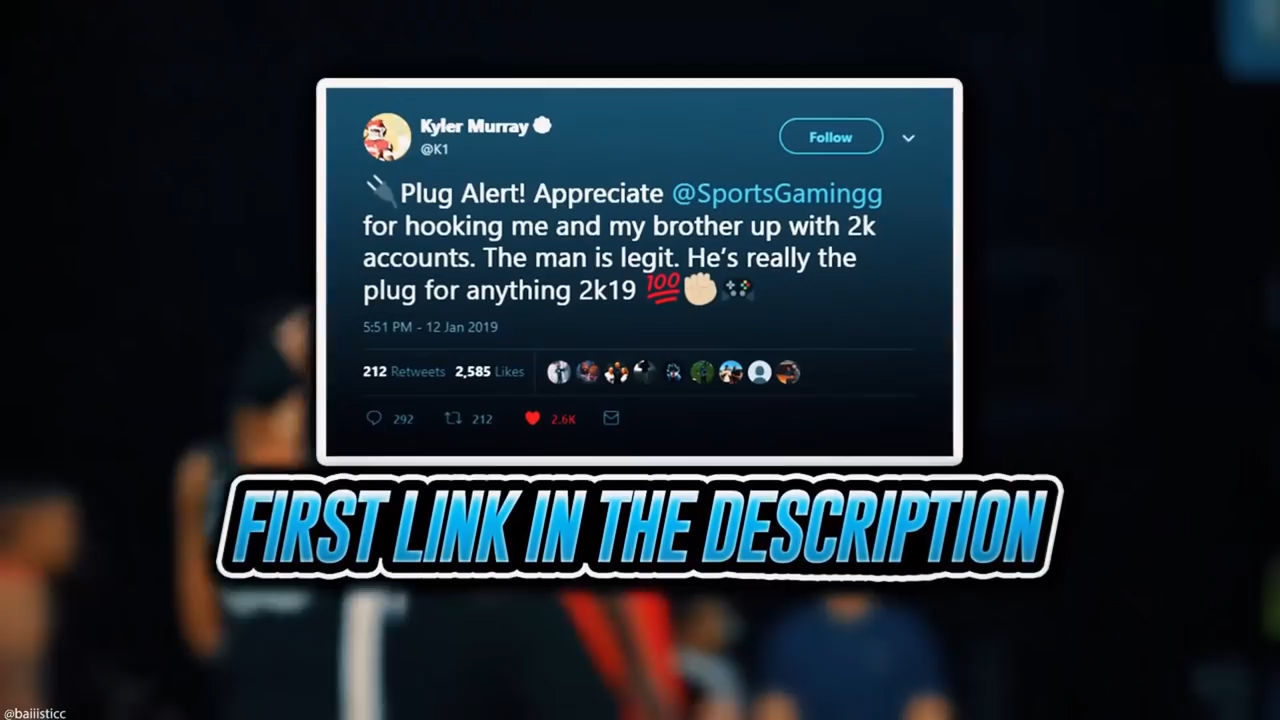 Kyler Murray
@K1
Follow
Plug Alert! Appreciate @SportsGamingg
for hooking me and my brother up with 2k
accounts. The man is legit. He's really the
plug for anything 2k19 💯✊🏼🎮
5:51 PM - 12 Jan 2019
212 Retweets 2,585 Likes
292 212 2.6K
FIRST LINK IN THE DESCRIPTION
@baiiisticc